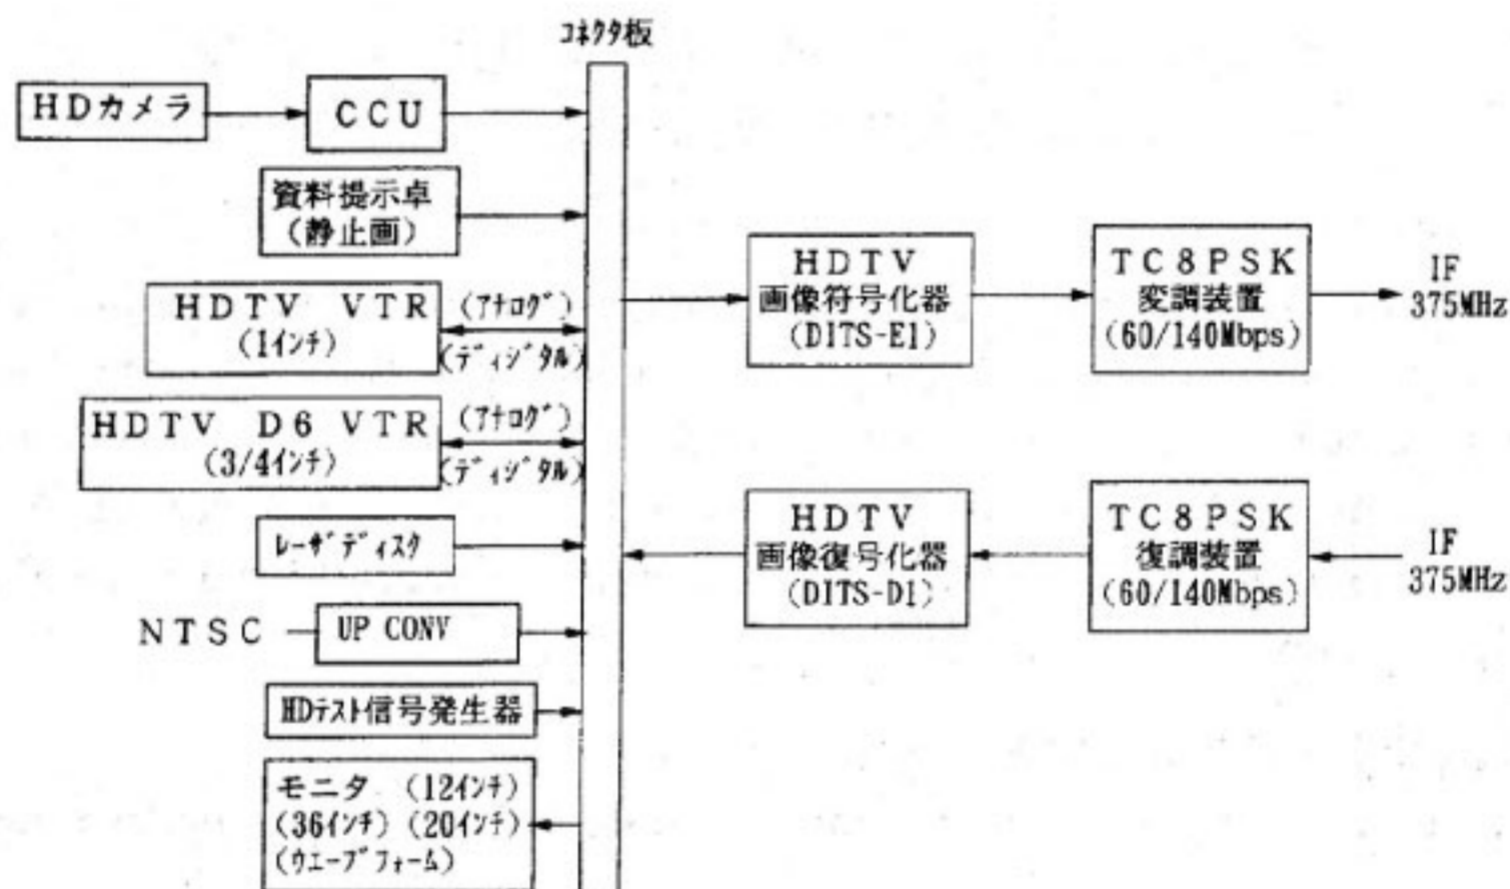 コネクタ板
HDカメラ
CCU
資料提示卓
(静止画)
HDTV VTR
(1インチ)
(アナログ)
(ディジタル)
HDTV D6 VTR
(3/4インチ)
(アナログ)
(ディジタル)
レーザディスク
NTSC
UP CONV
HDテスト信号発生器
モニタ (12インチ)
(36インチ) (20インチ)
(ウエーブフォーム)
HDTV
画像符号化器
(DITS-E1)
TC8PSK
変調装置
(60/140Mbps)
IF
375MHz
HDTV
画像復号化器
(DITS-D1)
TC8PSK
復調装置
(60/140Mbps)
IF
375MHz